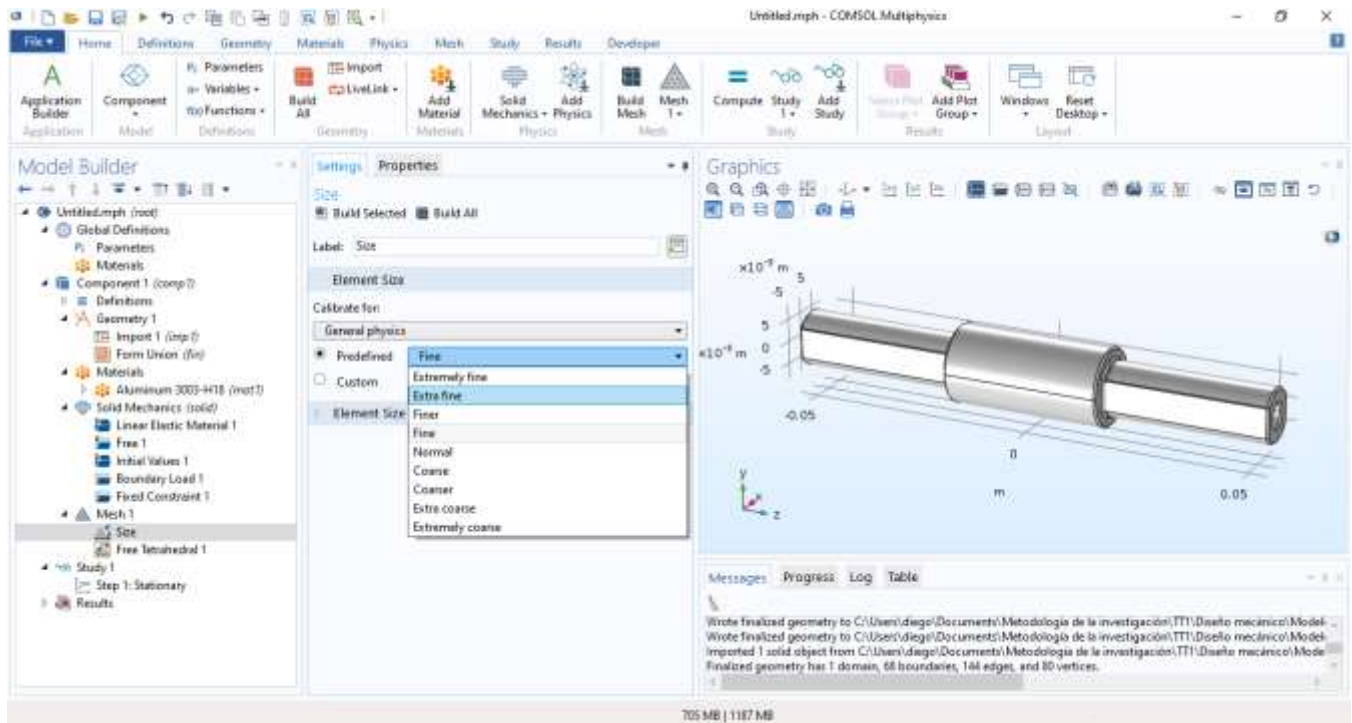 Untitled.mph - COMSOL Multiphysics
File Home Definitions Geometry Materials Physics Mesh Study Results Developer
Application Builder
Component
Pi Parameters
a= Variables
f(x) Functions
Build All
Import
LiveLink
Add Material
Solid Mechanics
Add Physics
Build Mesh
Mesh 1
Compute
Study 1
Add Study
Add Plot Group
Windows
Reset Desktop
Application Model Definitions Geometry Materials Physics Mesh Study Results Layout
Model Builder
Untitled.mph (root)
Global Definitions
Pi Parameters
Materials
Component 1 (comp1)
Definitions
Geometry 1
Import 1 (imp1)
Form Union (fin)
Materials
Aluminum 3003-H18 (mat1)
Solid Mechanics (solid)
Linear Elastic Material 1
Free 1
Initial Values 1
Boundary Load 1
Fixed Constraint 1
Mesh 1
Size
Free Tetrahedral 1
Study 1
Step 1: Stationary
Results
Settings Properties
Size
Build Selected Build All
Label: Size
Element Size
Calibrate for:
General physics
Predefined Fine
Custom
Element Size
Extremely fine
Extra fine
Finer
Fine
Normal
Coarse
Coarser
Extra coarse
Extremely coarse
Graphics
m
5
-5
5
0
-5
m
-0.05
0
m
0.05
y
x
z
Messages Progress Log Table
Wrote finalized geometry to C:\Users\diego\Documents\Metodología de la investigación\TT1\Diseño mecánico\Model
Wrote finalized geometry to C:\Users\diego\Documents\Metodología de la investigación\TT1\Diseño mecánico\Model
Imported 1 solid object from C:\Users\diego\Documents\Metodología de la investigación\TT1\Diseño mecánico\Mode
Finalized geometry has 1 domain, 68 boundaries, 144 edges, and 80 vertices.
705 MB | 1187 MB